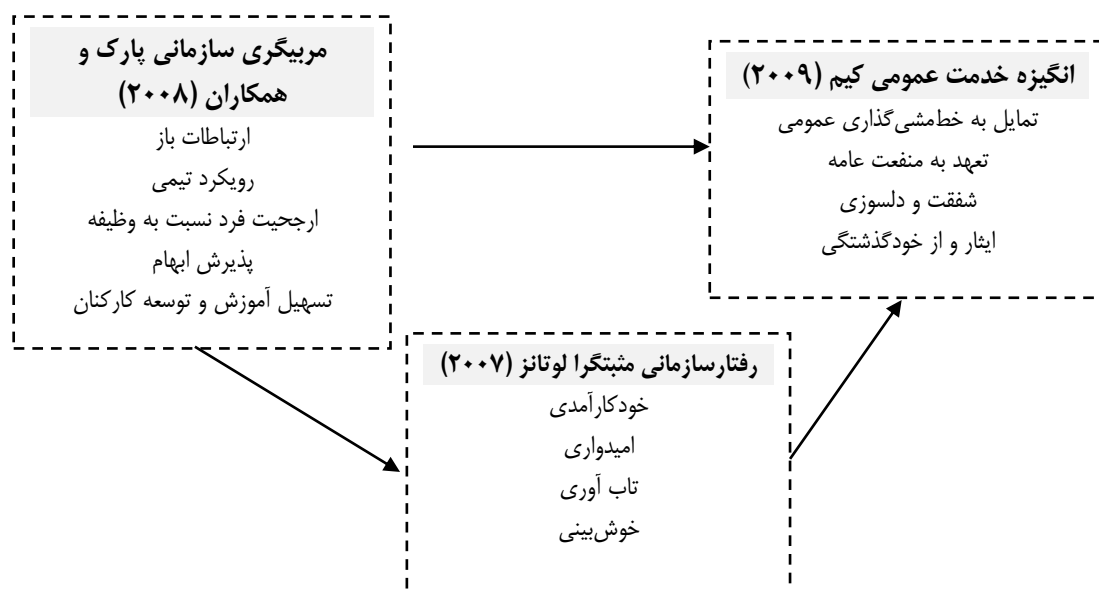 مربیگری سازمانی پارک و
همکاران (۲۰۰۸)
ارتباطات باز
رویکرد تیمی
ارجحیت فرد نسبت به وظیفه
پذیرش ابهام
تسهیل آموزش و توسعه کارکنان
انگیزه خدمت عمومی کیم (۲۰۰۹)
تمایل به خط‌مشی‌گذاری عمومی
تعهد به منفعت عامه
شفقت و دلسوزی
ایثار و از خودگذشتگی
رفتارسازمانی مثبتگرا لوتانز (۲۰۰۷)
خودکارآمدی
امیدواری
تاب آوری
خوش‌بینی